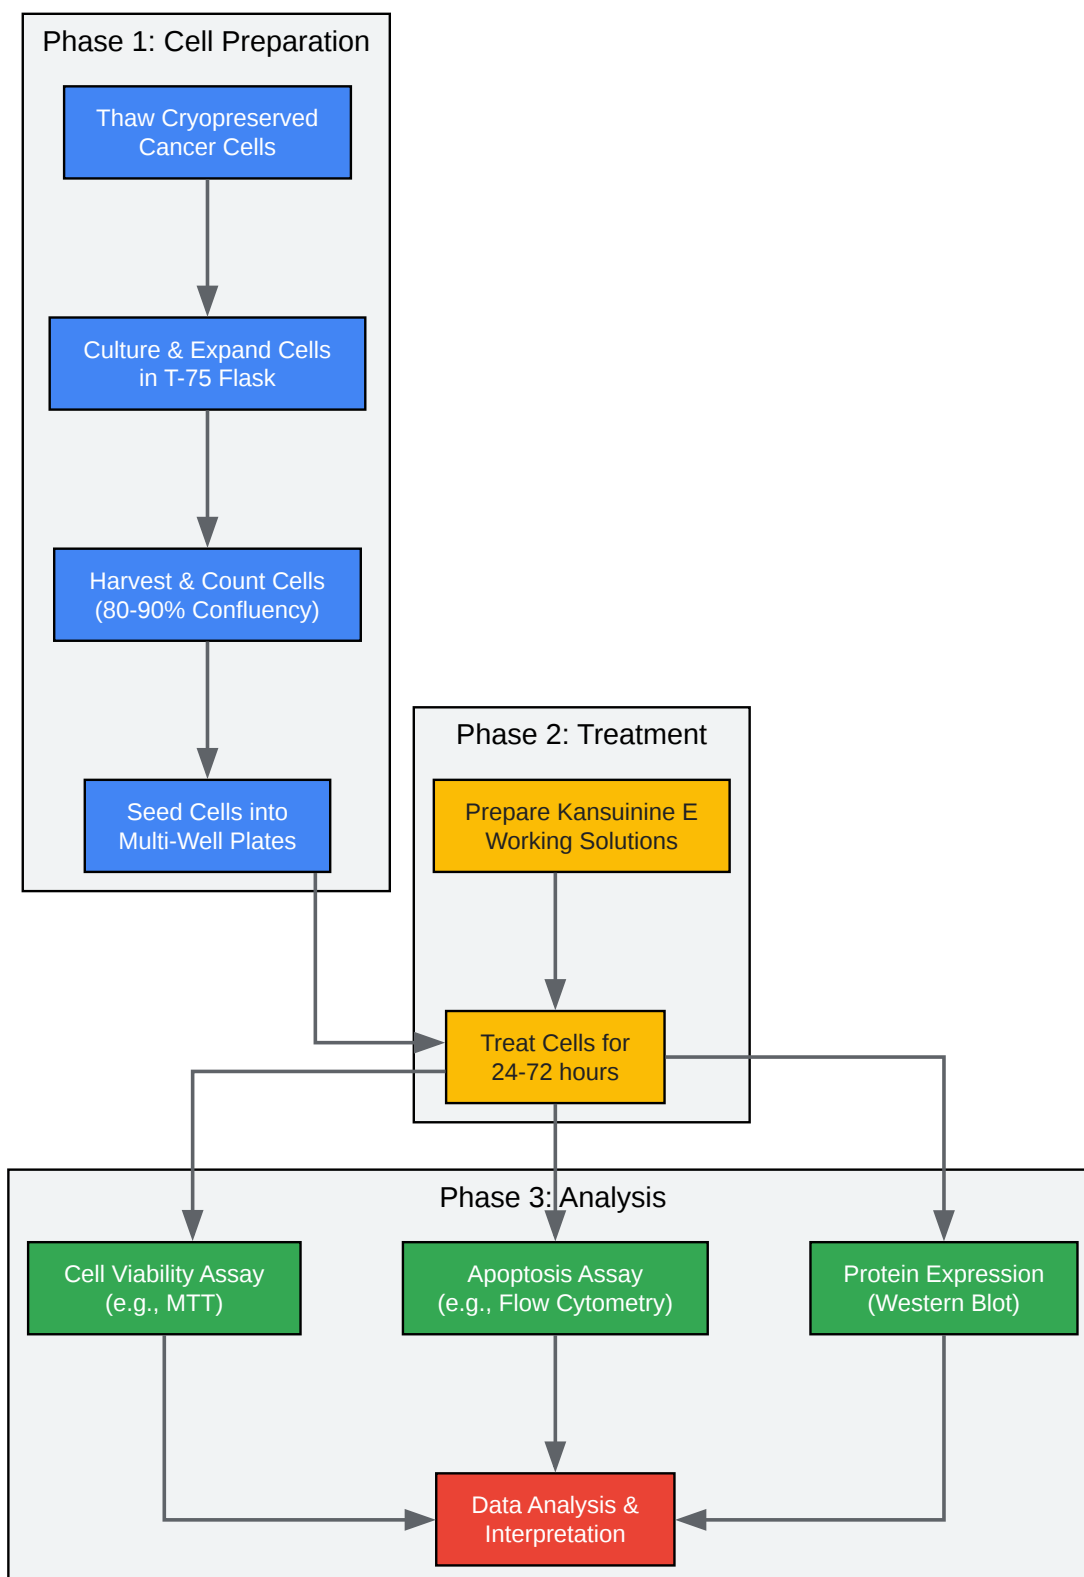 Phase 1: Cell Preparation
Thaw Cryopreserved
Cancer Cells
Culture & Expand Cells
in T-75 Flask
Harvest & Count Cells
(80-90% Confluency)
Seed Cells into
Multi-Well Plates
Phase 2: Treatment
Prepare Kansuinine E
Working Solutions
Treat Cells for
24-72 hours
Phase 3: Analysis
Cell Viability Assay
(e.g., MTT)
Apoptosis Assay
(e.g., Flow Cytometry)
Protein Expression
(Western Blot)
Data Analysis &
Interpretation